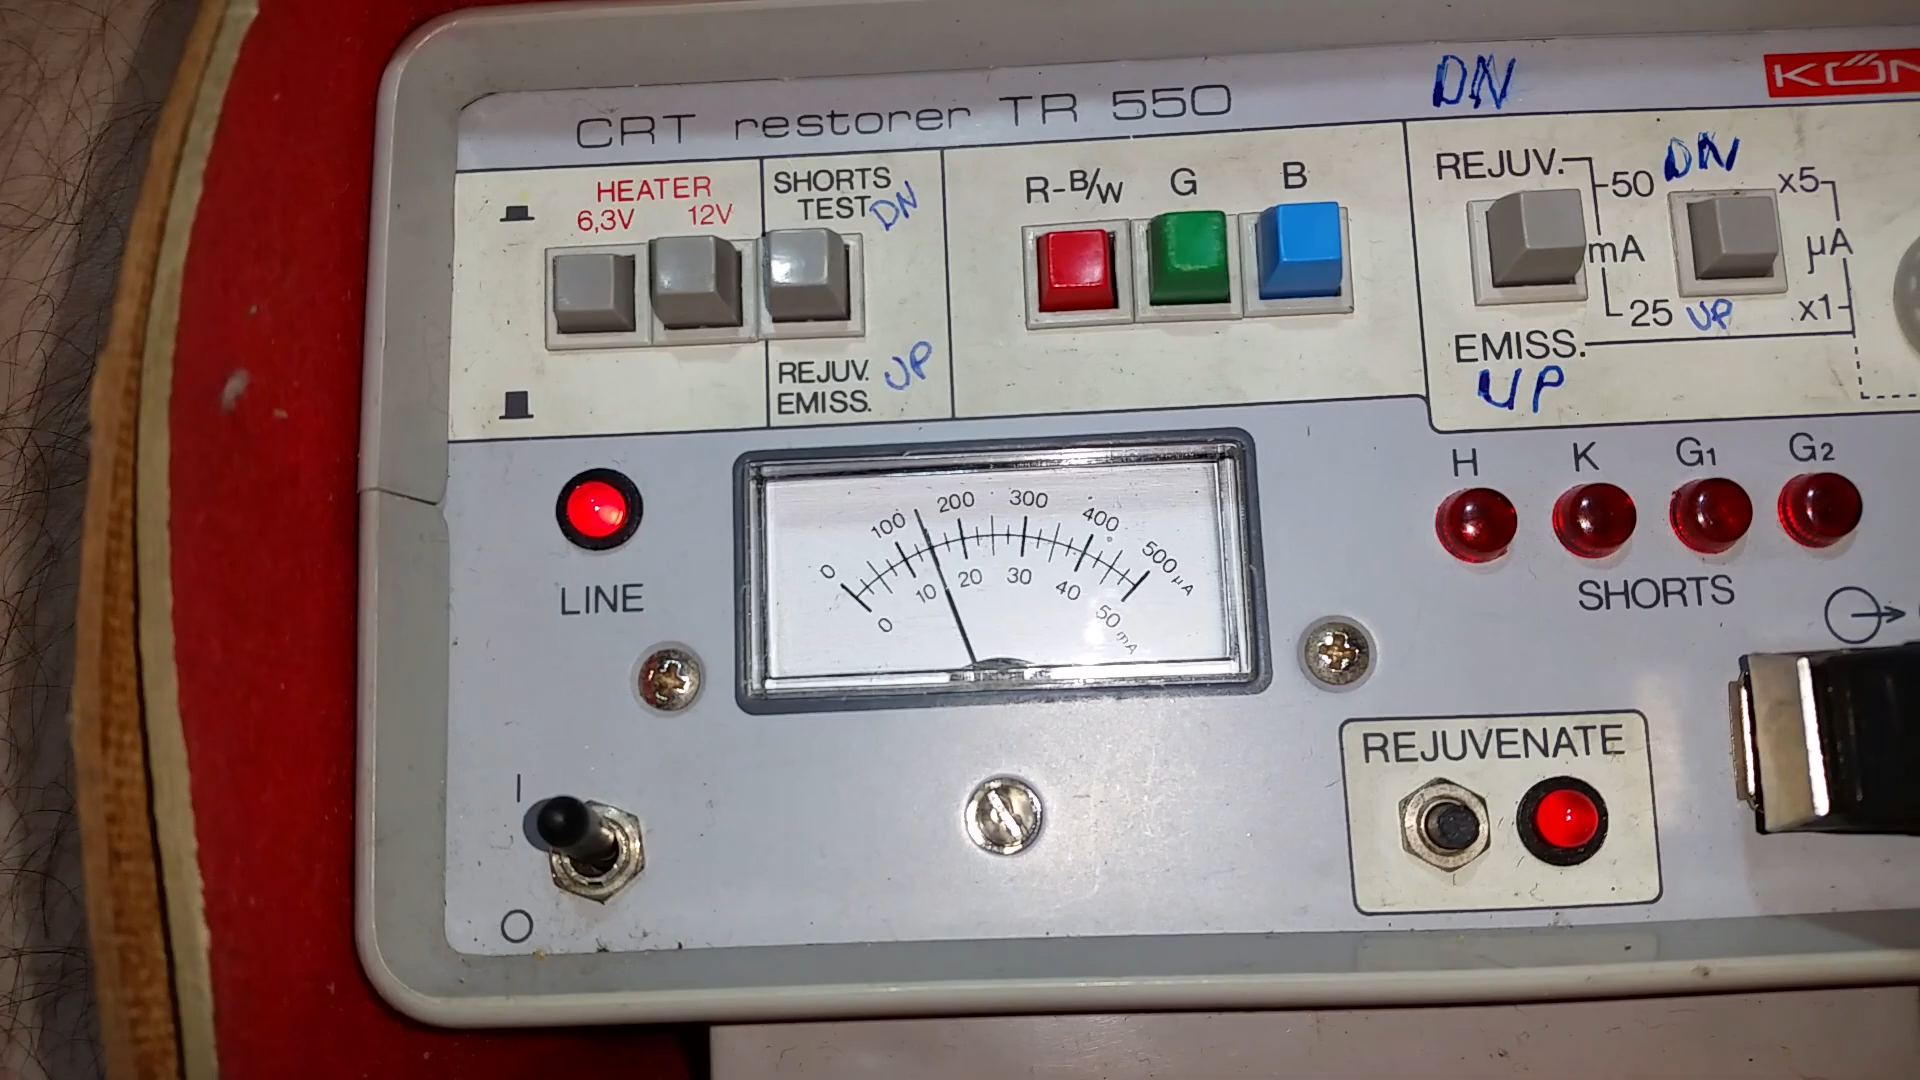 CRT restorer TR 550
DN
KÖN
HEATER
6,3V 12V
SHORTS
TEST
DN
REJUV.
EMISS.
UP
R-B/W G B
REJUV.
50
mA
25
EMISS.
UP
DN
UP
x5
µA
x1
LINE
0 100 200 300 400 500 µA
0 10 20 30 40 50 mA
H K G1 G2
SHORTS
REJUVENATE
I
O